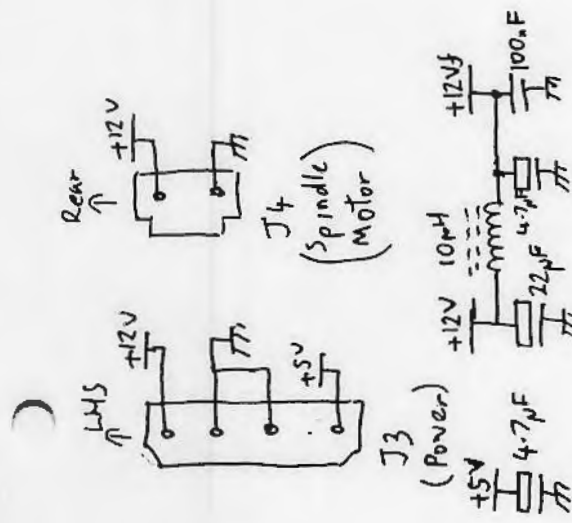 LHS
+12V
+5V
J3
(Power)
Rear
+12V
J4
(Spindle
Motor)
+5V
4.7µF
+12V
22µF
10µH
4.7µF
+12Vf
100nF